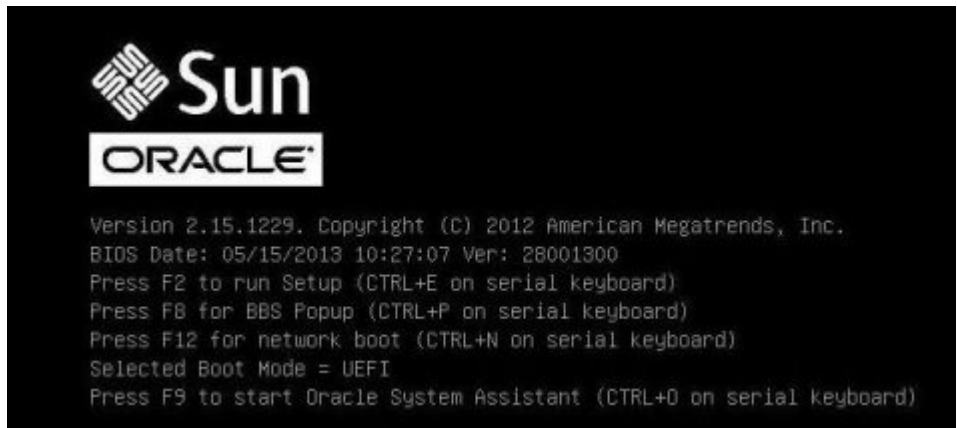 Sun
ORACLE
Version 2.15.1229. Copyright (C) 2012 American Megatrends, Inc.
BIOS Date: 05/15/2013 10:27:07 Ver: 28001300
Press F2 to run Setup (CTRL+E on serial keyboard)
Press F8 for BBS Popup (CTRL+P on serial keyboard)
Press F12 for network boot (CTRL+N on serial keyboard)
Selected Boot Mode = UEFI
Press F9 to start Oracle System Assistant (CTRL+O on serial keyboard)